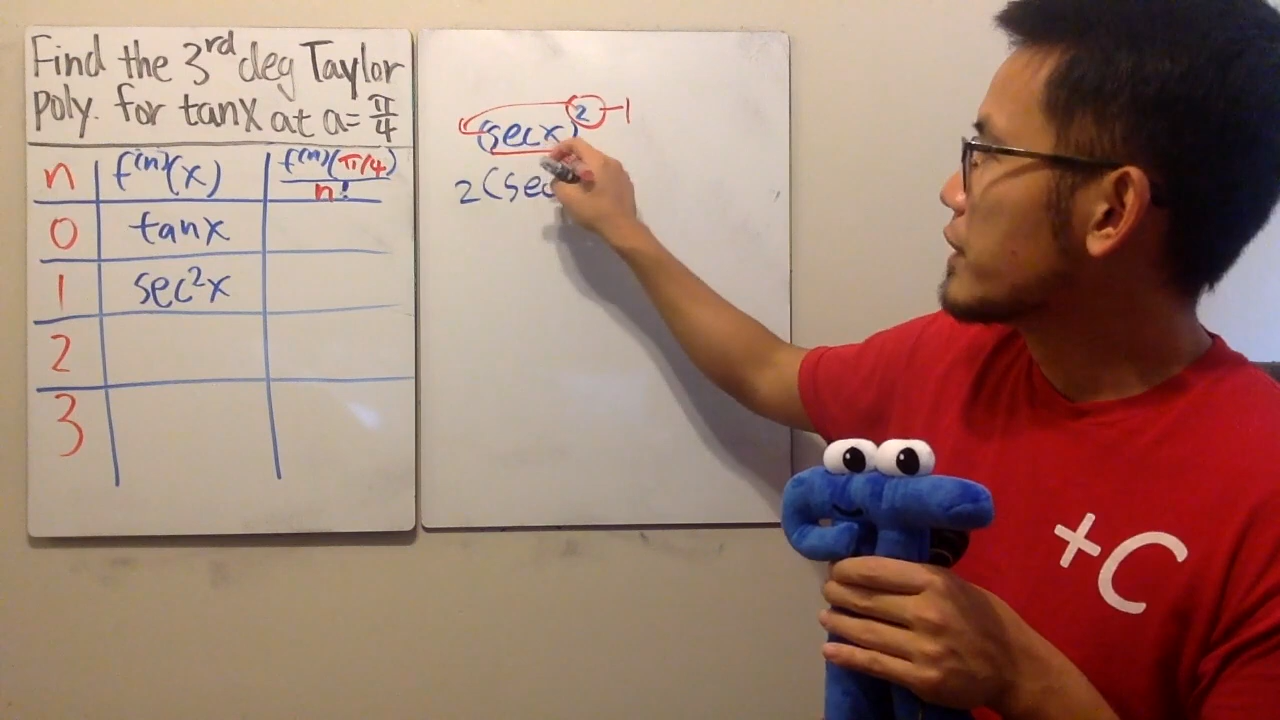 Find the 3rd deg Taylor
poly. for tanx at a=π/4
n f⁽ⁿ⁾(x) f⁽ⁿ⁾(π/4)/n!
0 tanx
1 sec²x
2
3
(secx)² -1
2(sec
+C